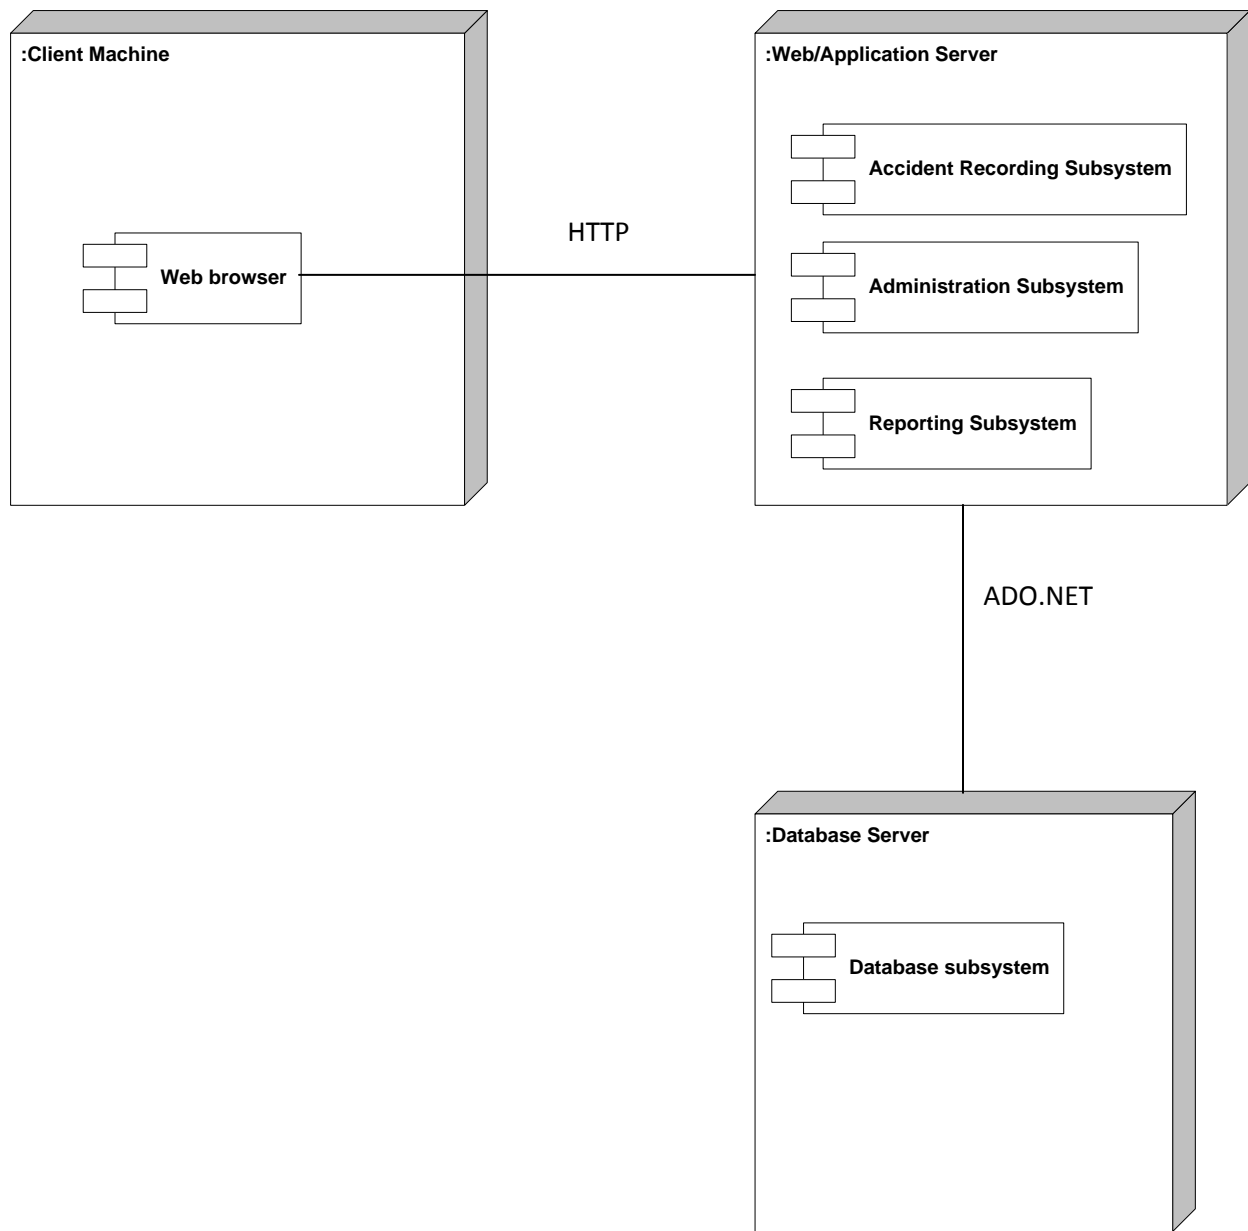 :Client Machine
Web browser
HTTP
:Web/Application Server
Accident Recording Subsystem
Administration Subsystem
Reporting Subsystem
ADO.NET
:Database Server
Database subsystem